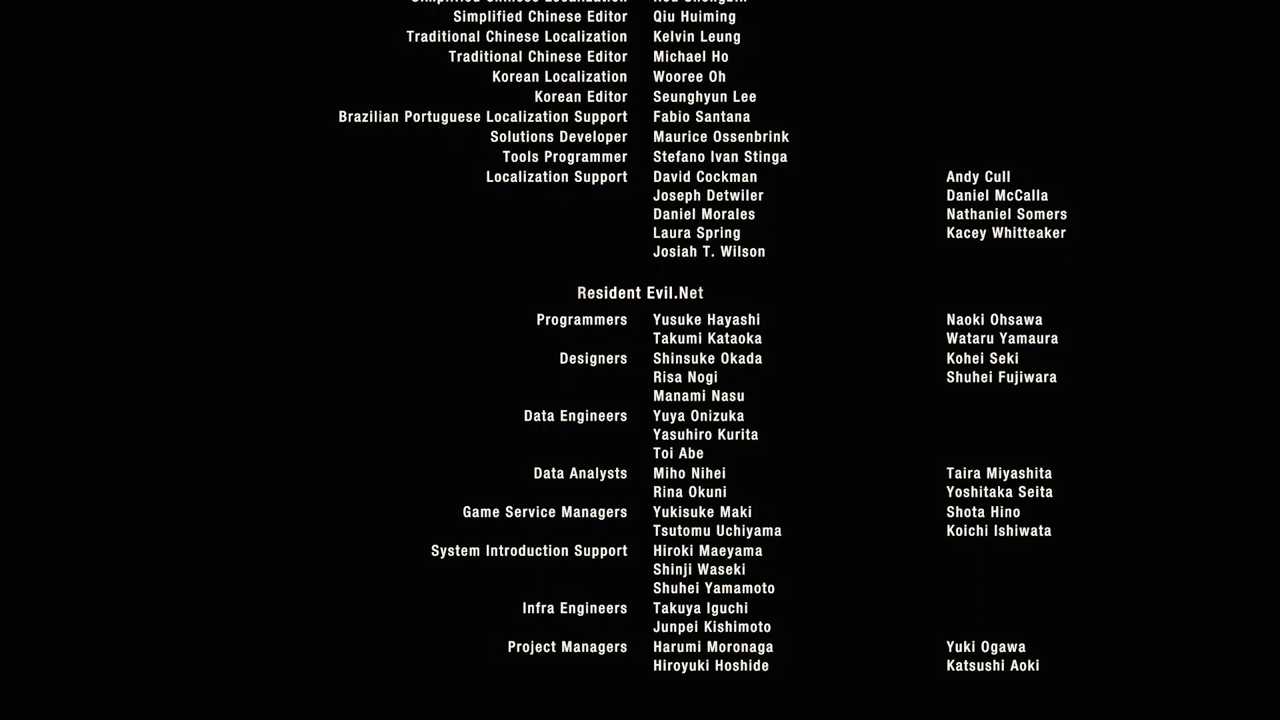 Simplified Chinese Editor Qiu Huiming
Traditional Chinese Localization Kelvin Leung
Traditional Chinese Editor Michael Ho
Korean Localization Wooree Oh
Korean Editor Seunghyun Lee
Brazilian Portuguese Localization Support Fabio Santana
Solutions Developer Maurice Ossenbrink
Tools Programmer Stefano Ivan Stinga
Localization Support David Cockman Andy Cull
Joseph Detwiler Daniel McCalla
Daniel Morales Nathaniel Somers
Laura Spring Kacey Whitteaker
Josiah T. Wilson
Resident Evil.Net
Programmers Yusuke Hayashi Naoki Ohsawa
Takumi Kataoka Wataru Yamaura
Designers Shinsuke Okada Kohei Seki
Risa Nogi Shuhei Fujiwara
Manami Nasu
Data Engineers Yuya Onizuka
Yasuhiro Kurita
Toi Abe
Data Analysts Miho Nihei Taira Miyashita
Rina Okuni Yoshitaka Seita
Game Service Managers Yukisuke Maki Shota Hino
Tsutomu Uchiyama Koichi Ishiwata
System Introduction Support Hiroki Maeyama
Shinji Waseki
Shuhei Yamamoto
Infra Engineers Takuya Iguchi
Junpei Kishimoto
Project Managers Harumi Moronaga Yuki Ogawa
Hiroyuki Hoshide Katsushi Aoki